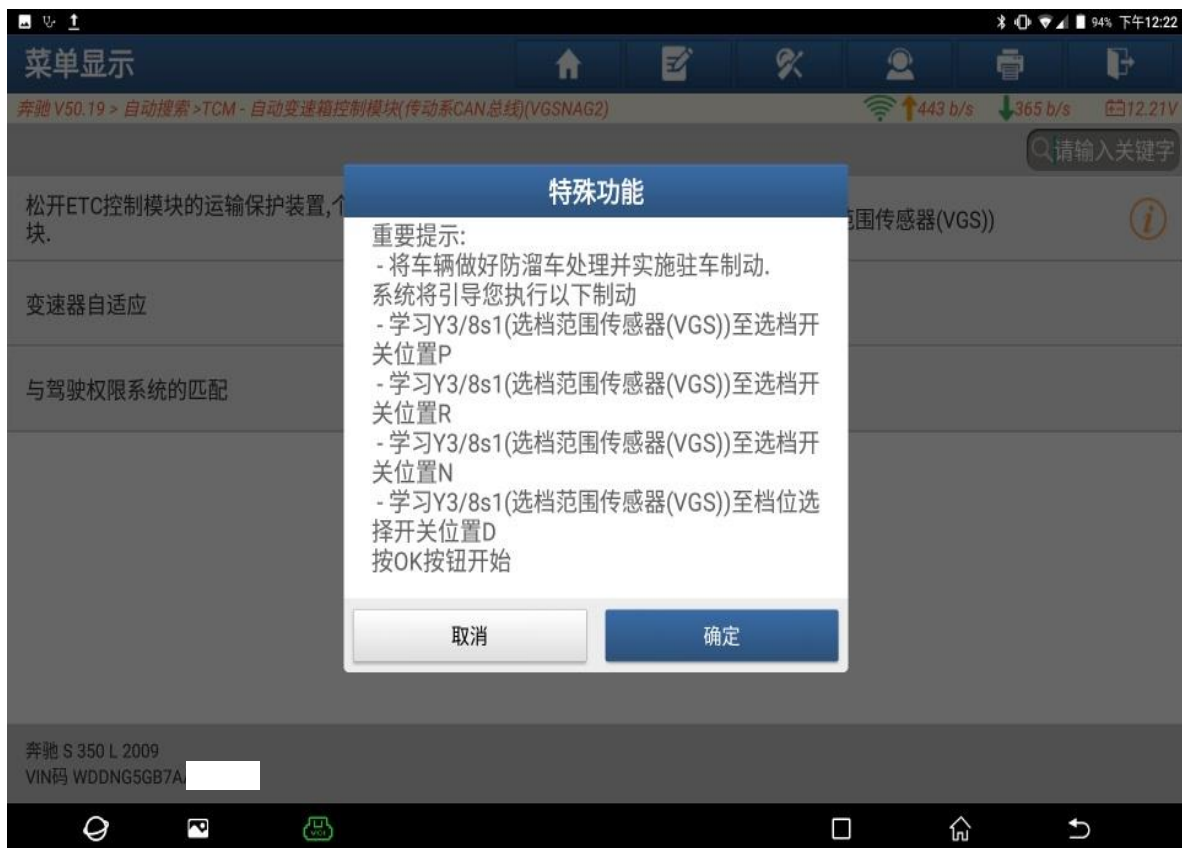 94% 下午12:22
菜单显示
奔驰 V50.19 > 自动搜索 >TCM - 自动变速箱控制模块(传动系CAN总线)(VGSNAG2)
443 b/s
365 b/s
12.21V
请输入关键字
松开ETC控制模块的运输保护装置,个
块.
范围传感器(VGS))
变速器自适应
与驾驶权限系统的匹配
特殊功能
重要提示:
- 将车辆做好防溜车处理并实施驻车制动.
系统将引导您执行以下制动
- 学习Y3/8s1(选档范围传感器(VGS))至选档开
关位置P
- 学习Y3/8s1(选档范围传感器(VGS))至选档开
关位置R
- 学习Y3/8s1(选档范围传感器(VGS))至选档开
关位置N
- 学习Y3/8s1(选档范围传感器(VGS))至档位选
择开关位置D
按OK按钮开始
取消
确定
奔驰 S 350 L 2009
VIN码 WDDNG5GB7A
VCI